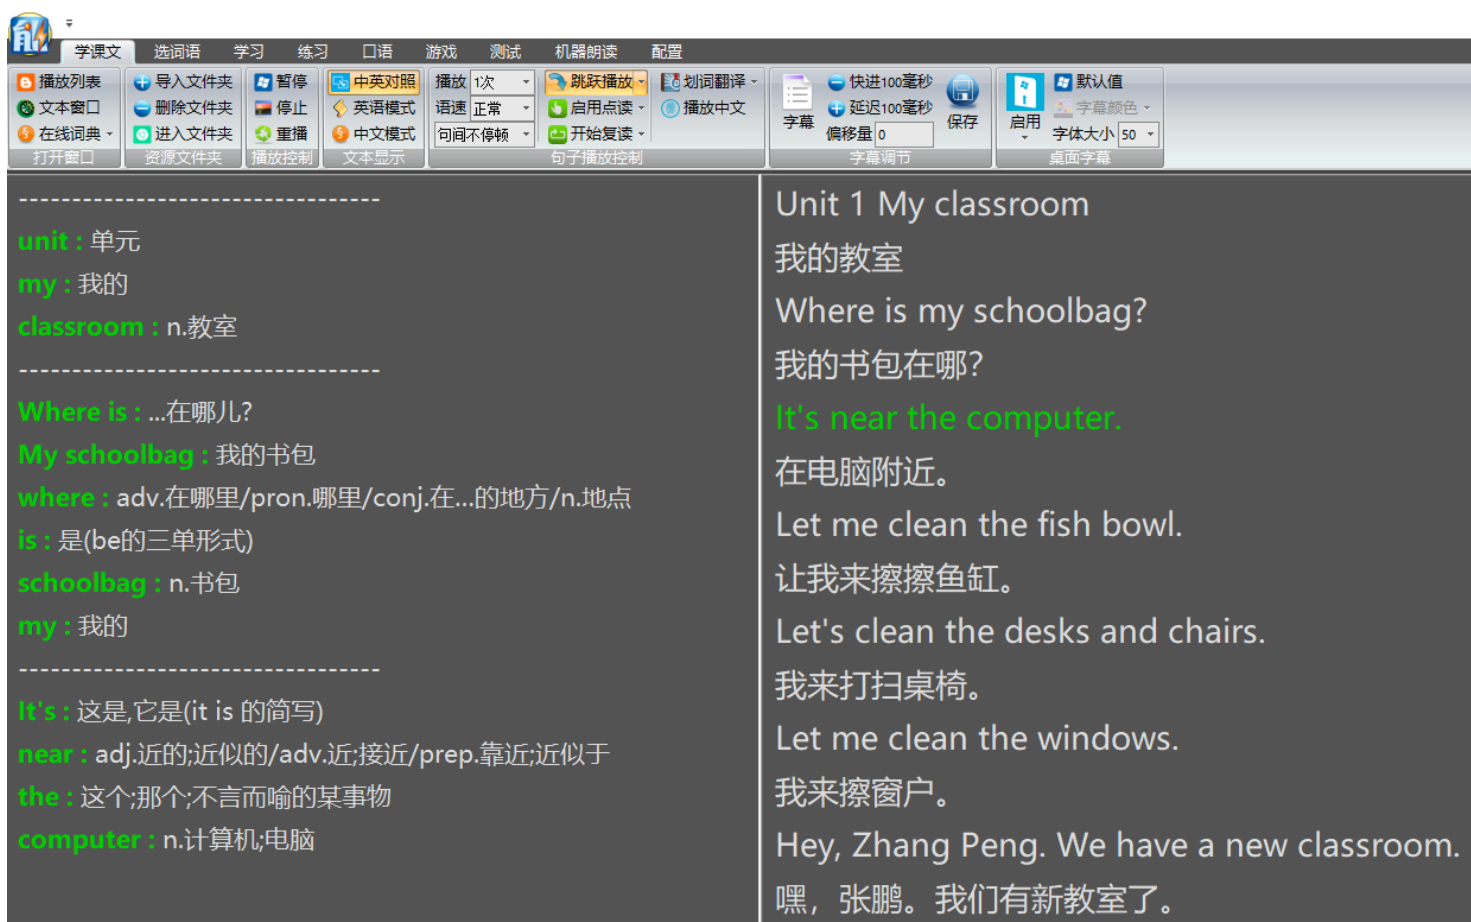 学课文 选词语 学习 练习 口语 游戏 测试 机器朗读 配置
播放列表 导入文件夹 暂停 中英对照 播放 1次 跳跃播放 划词翻译 快进100毫秒 默认值
文本窗口 删除文件夹 停止 英语模式 语速 正常 启用点读 播放中文 字幕 延迟100毫秒 保存 启用 字幕颜色
在线词典 进入文件夹 重播 中文模式 句间不停顿 开始复读 偏移量 0 字体大小 50
打开窗口 资源文件夹 播放控制 文本显示 句子播放控制 字幕调节 桌面字幕
----------------------------------
unit : 单元
my : 我的
classroom : n.教室
----------------------------------
Where is : ...在哪儿?
My schoolbag : 我的书包
where : adv.在哪里/pron.哪里/conj.在...的地方/n.地点
is : 是(be的三单形式)
schoolbag : n.书包
my : 我的
----------------------------------
It's : 这是,它是(it is 的简写)
near : adj.近的;近似的/adv.近;接近/prep.靠近;近似于
the : 这个;那个;不言而喻的某事物
computer : n.计算机;电脑
Unit 1 My classroom
我的教室
Where is my schoolbag?
我的书包在哪?
It's near the computer.
在电脑附近。
Let me clean the fish bowl.
让我来擦擦鱼缸。
Let's clean the desks and chairs.
我来打扫桌椅。
Let me clean the windows.
我来擦窗户。
Hey, Zhang Peng. We have a new classroom.
嘿，张鹏。我们有新教室了。